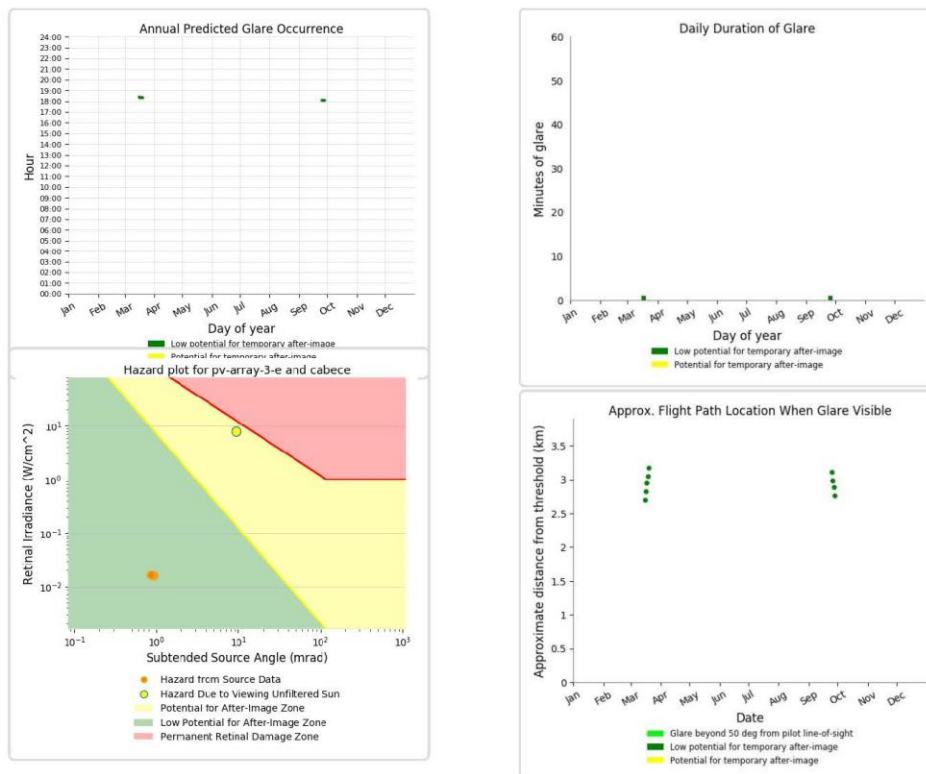 Annual Predicted Glare Occurrence
24:00
23:00
22:00
21:00
20:00
19:00
18:00
17:00
16:00
15:00
14:00
13:00
12:00
11:00
10:00
09:00
08:00
07:00
06:00
05:00
04:00
03:00
02:00
01:00
00:00
Hour
Jan Feb Mar Apr May Jun Jul Aug Sep Oct Nov Dec
Day of year
Low potential for temporary after-image
Potential for temporary after-image
Daily Duration of Glare
60
50
40
30
20
10
0
Minutes of glare
Jan Feb Mar Apr May Jun Jul Aug Sep Oct Nov Dec
Day of year
Low potential for temporary after-image
Potential for temporary after-image
Hazard plot for pv-array-3-e and cabece
10^1
10^0
10^-1
10^-2
Retinal Irradiance (W/cm^2)
10^-1 10^0 10^1 10^2 10^3
Subtended Source Angle (mrad)
Hazard from Source Data
Hazard Due to Viewing Unfiltered Sun
Potential for After-Image Zone
Low Potential for After-Image Zone
Permanent Retinal Damage Zone
Approx. Flight Path Location When Glare Visible
3.5
3
2.5
2
1.5
1
0.5
0
Approximate distance from threshold (km)
Jan Feb Mar Apr May Jun Jul Aug Sep Oct Nov Dec
Date
Glare beyond 50 deg from pilot line-of-sight
Low potential for temporary after-image
Potential for temporary after-image